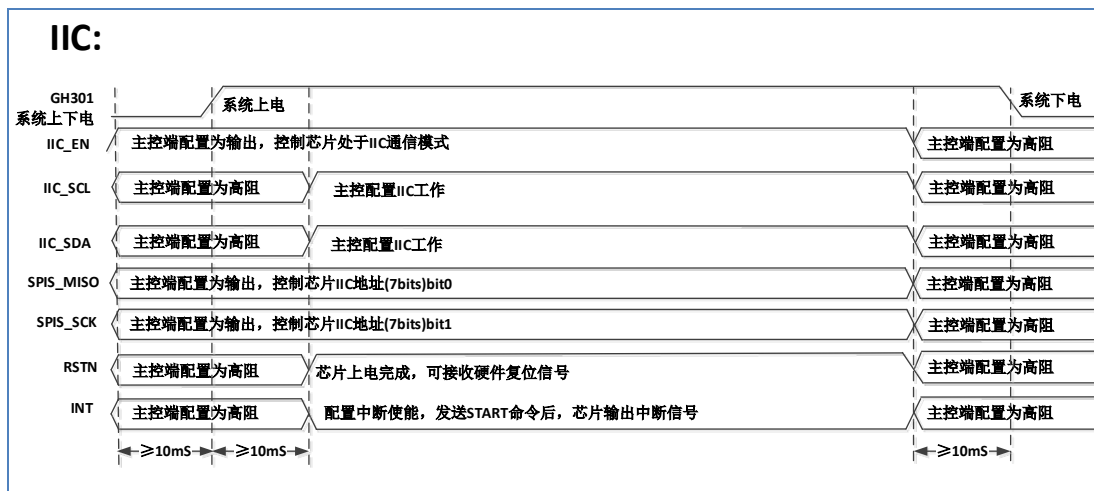 IIC:
GH301
系统上下电
系统上电
系统下电
IIC_EN
主控端配置为输出，控制芯片处于IIC通信模式
主控端配置为高阻
IIC_SCL
主控端配置为高阻
主控配置IIC工作
主控端配置为高阻
IIC_SDA
主控端配置为高阻
主控配置IIC工作
主控端配置为高阻
SPIS_MISO
主控端配置为输出，控制芯片IIC地址(7bits)bit0
主控端配置为高阻
SPIS_SCK
主控端配置为输出，控制芯片IIC地址(7bits)bit1
主控端配置为高阻
RSTN
主控端配置为高阻
芯片上电完成，可接收硬件复位信号
主控端配置为高阻
INT
主控端配置为高阻
配置中断使能，发送START命令后，芯片输出中断信号
主控端配置为高阻
≥10mS
≥10mS
≥10mS